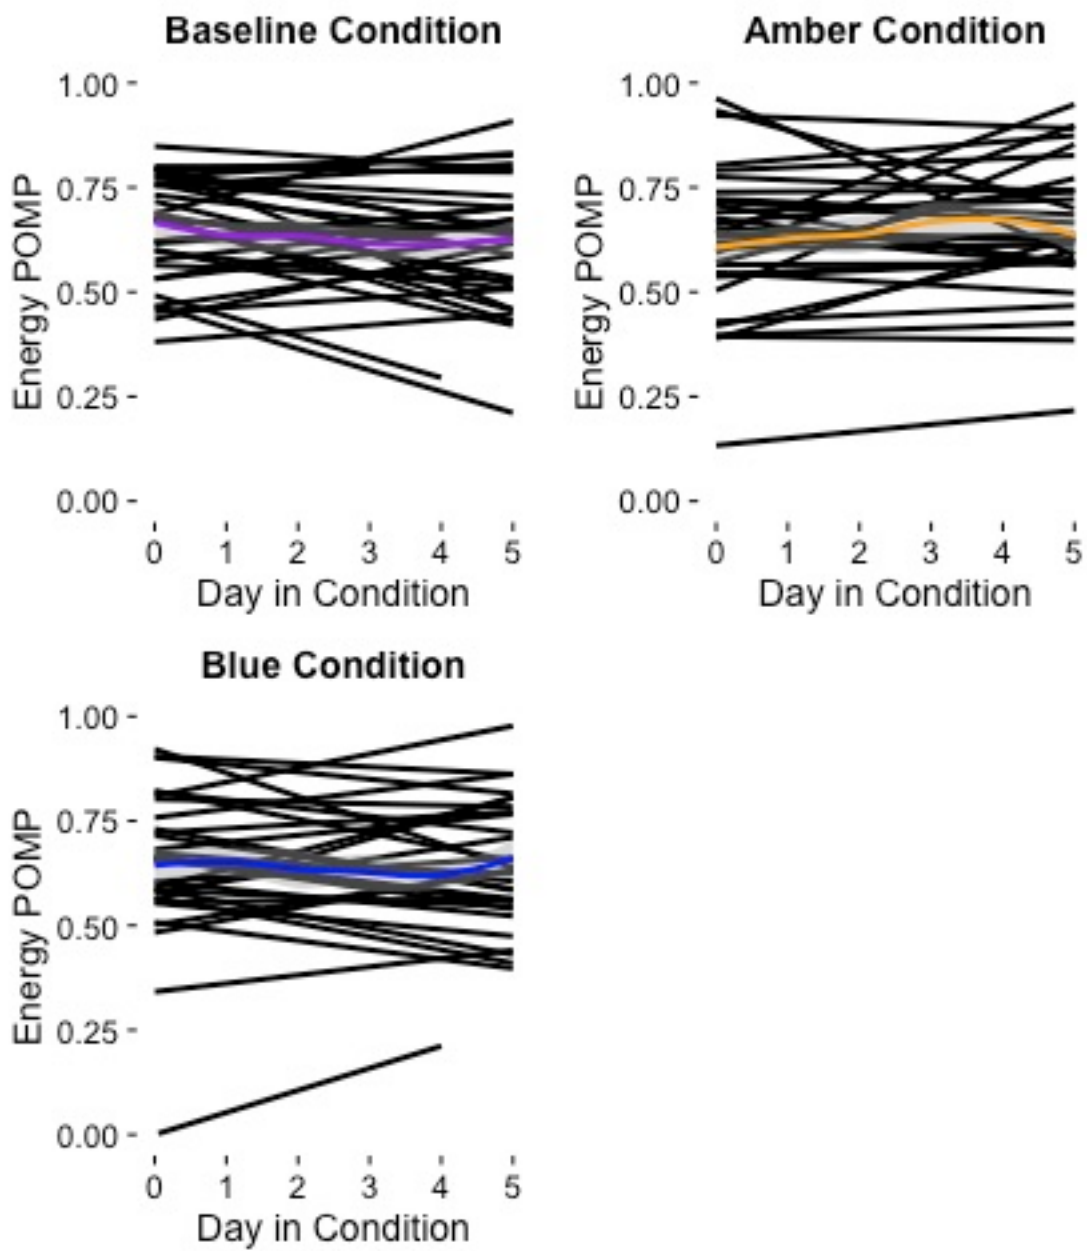 Baseline Condition
Energy POMP
1.00
0.75
0.50
0.25
0.00
0 1 2 3 4 5
Day in Condition
Amber Condition
Energy POMP
1.00
0.75
0.50
0.25
0.00
0 1 2 3 4 5
Day in Condition
Blue Condition
Energy POMP
1.00
0.75
0.50
0.25
0.00
0 1 2 3 4 5
Day in Condition